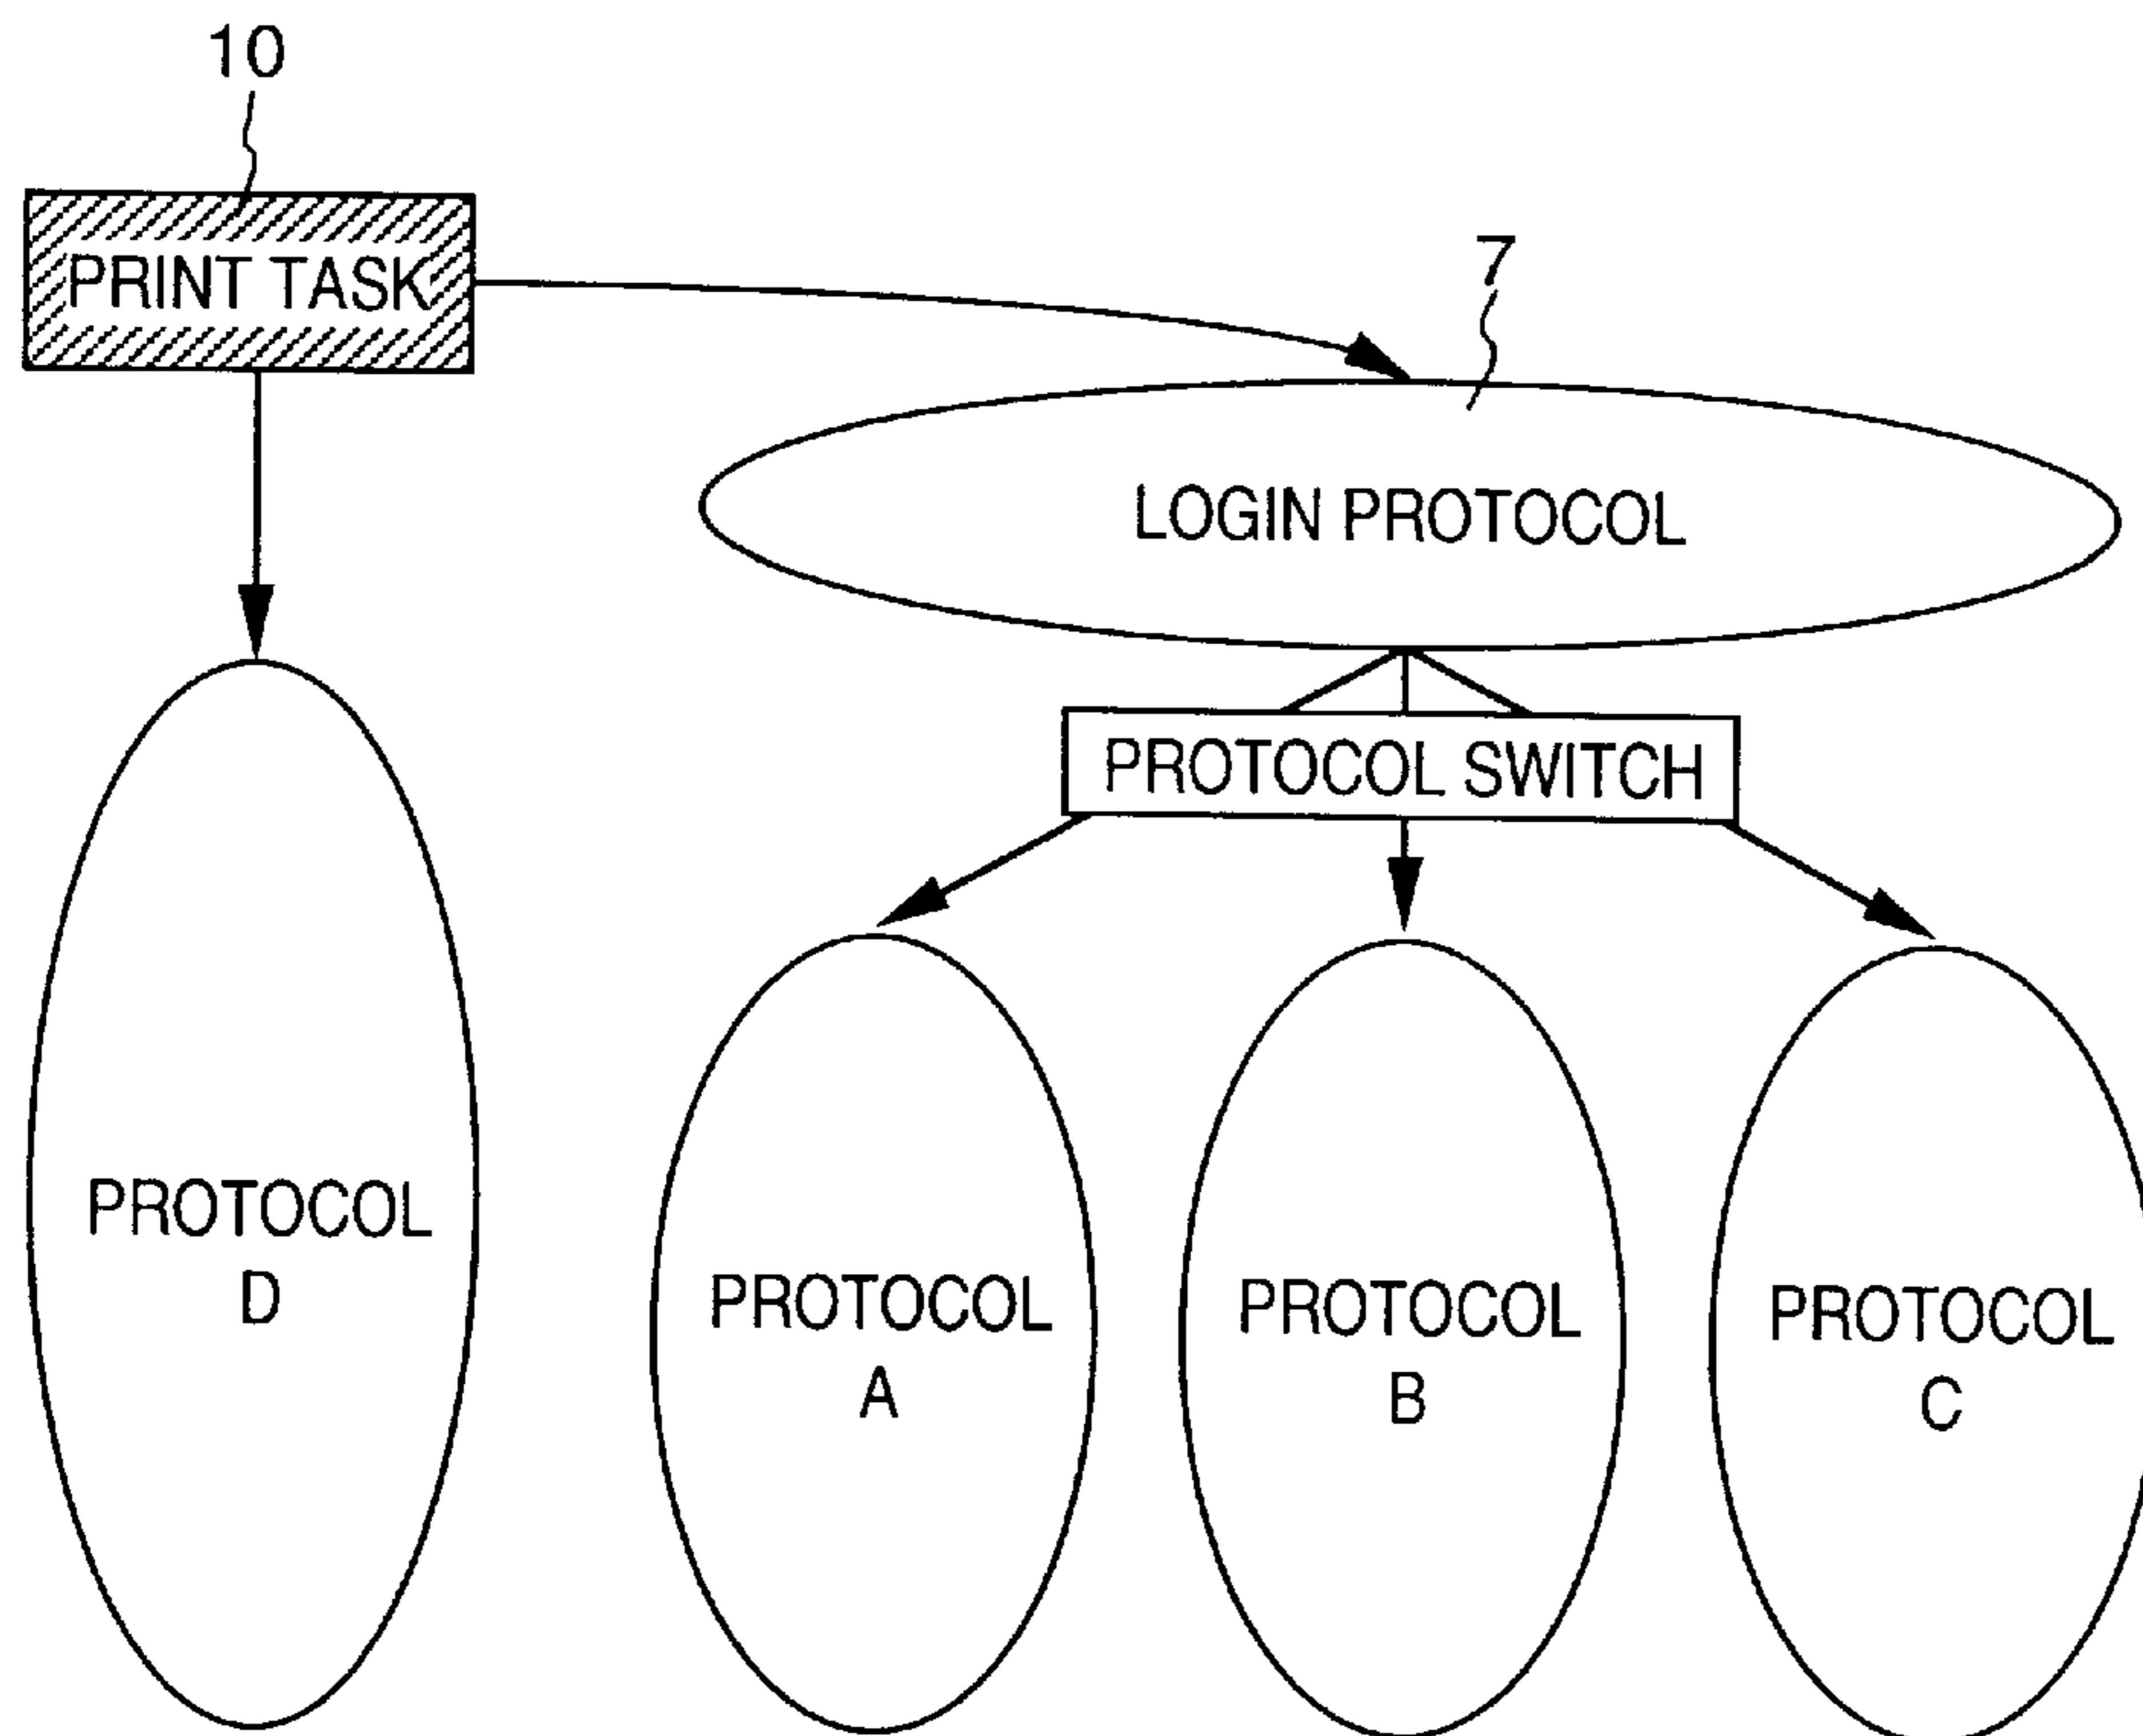 10
PRINT TASK
7
LOGIN PROTOCOL
PROTOCOL SWITCH
PROTOCOL
D
PROTOCOL
A
PROTOCOL
B
PROTOCOL
C